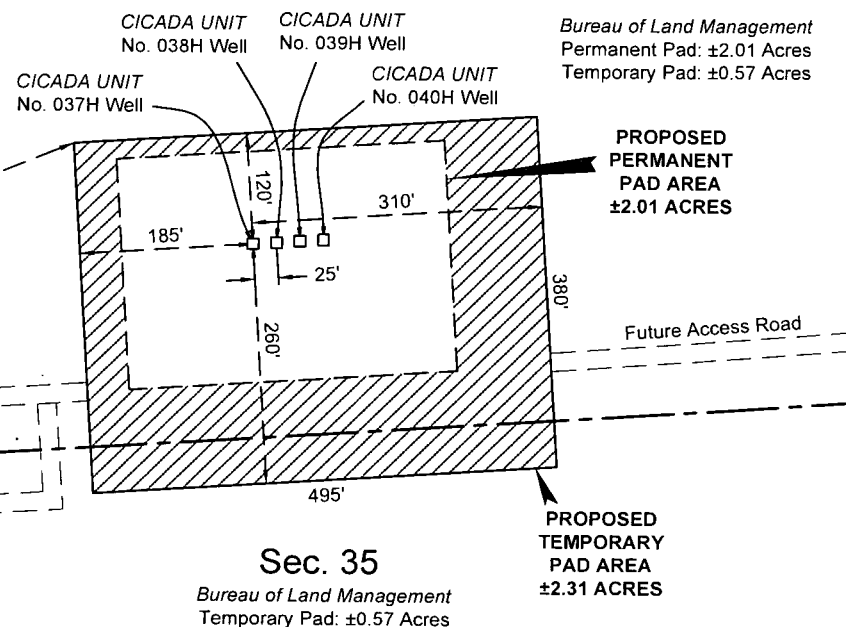 CICADA UNIT
No. 038H Well
CICADA UNIT
No. 039H Well
Bureau of Land Management
Permanent Pad: ±2.01 Acres
Temporary Pad: ±0.57 Acres
CICADA UNIT
No. 037H Well
CICADA UNIT
No. 040H Well
PROPOSED
PERMANENT
PAD AREA
±2.01 ACRES
120'
310'
185'
25'
260'
380'
Future Access Road
495'
PROPOSED
TEMPORARY
PAD AREA
±2.31 ACRES
Sec. 35
Bureau of Land Management
Temporary Pad: ±0.57 Acres